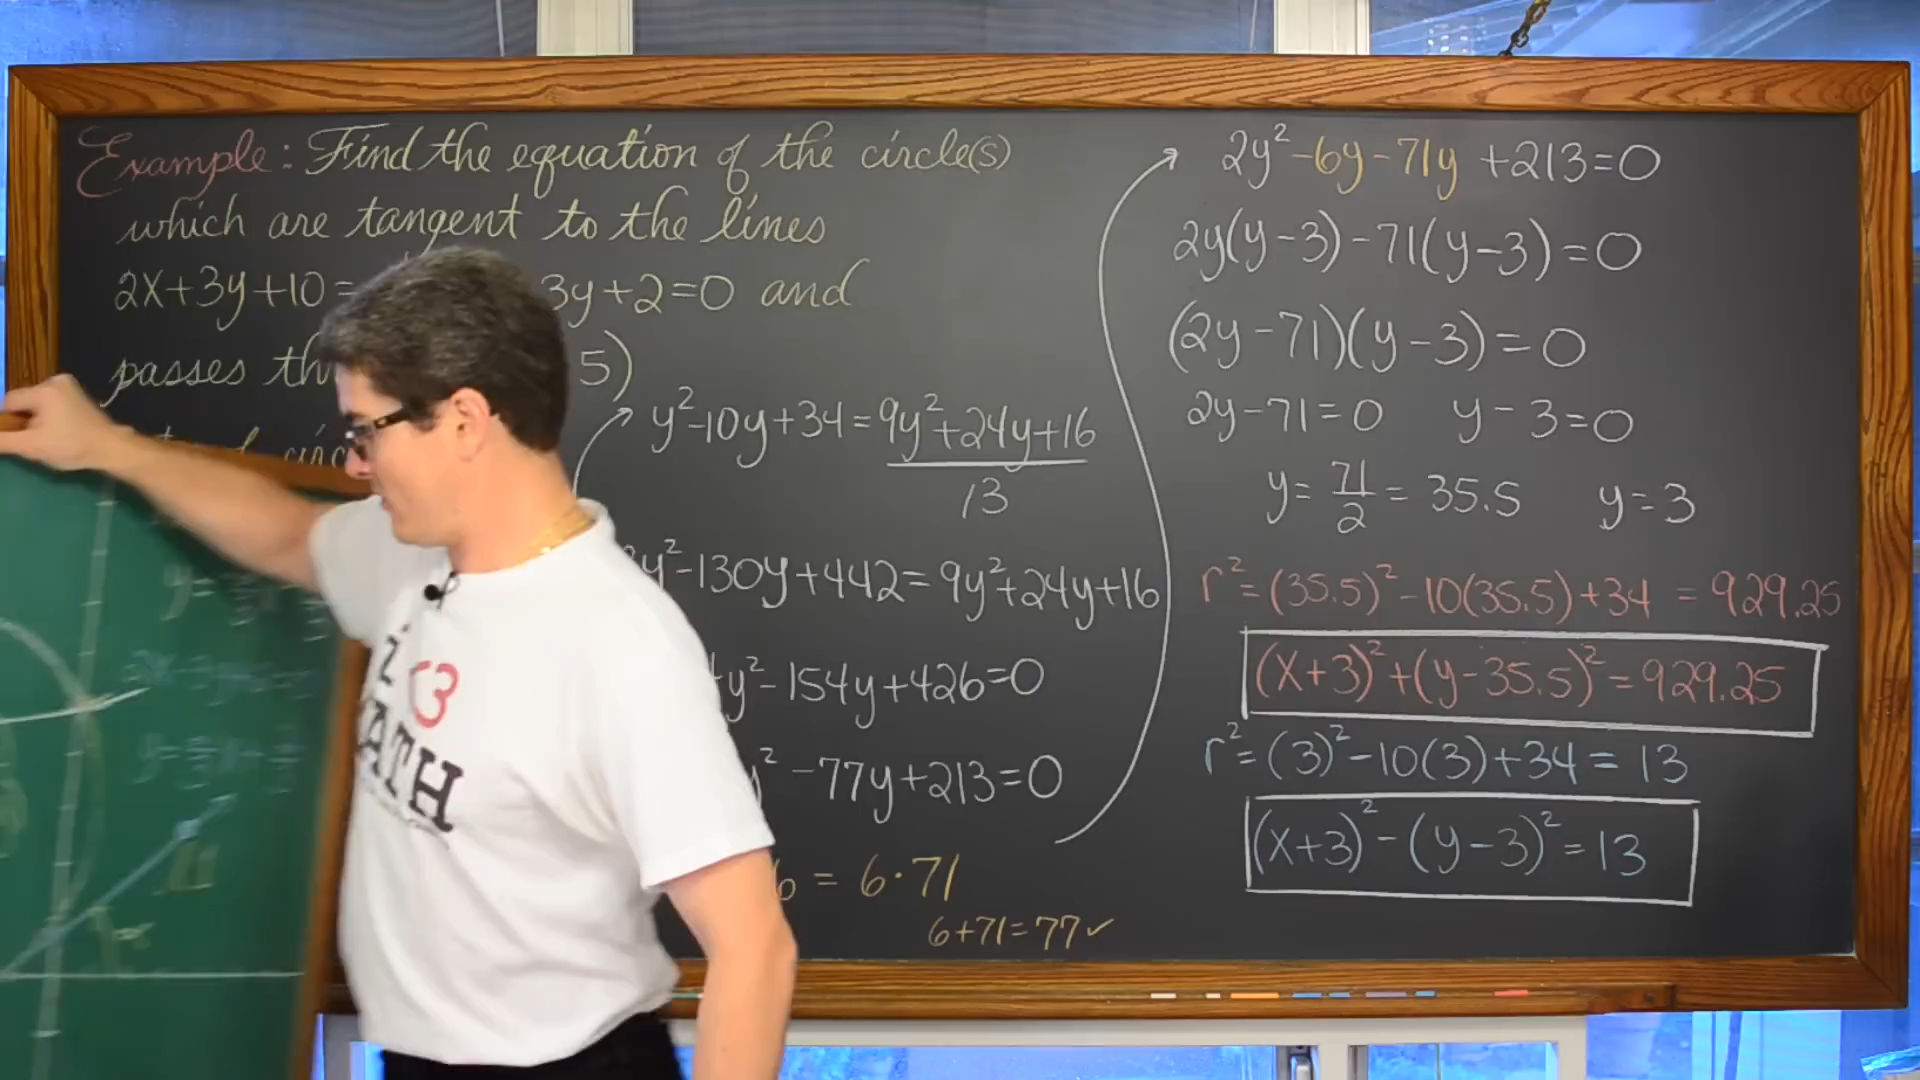 Example: Find the equation of the circle(s)
which are tangent to the lines
2x+3y+10= 3y+2=0 and
passes 5)
y²-10y+34=9y²+24y+16
13
y²-130y+442=9y²+24y+16
y²-154y+426=0
y²-77y+213=0
= 6·71
6+71=77✓
2y²-6y-71y+213=0
2y(y-3)-71(y-3)=0
(2y-71)(y-3)=0
2y-71=0 y-3=0
y=71/2=35.5 y=3
r²=(35.5)²-10(35.5)+34=929.25
(x+3)²+(y-35.5)²=929.25
r²=(3)²-10(3)+34=13
(x+3)²-(y-3)²=13
<3
MATH